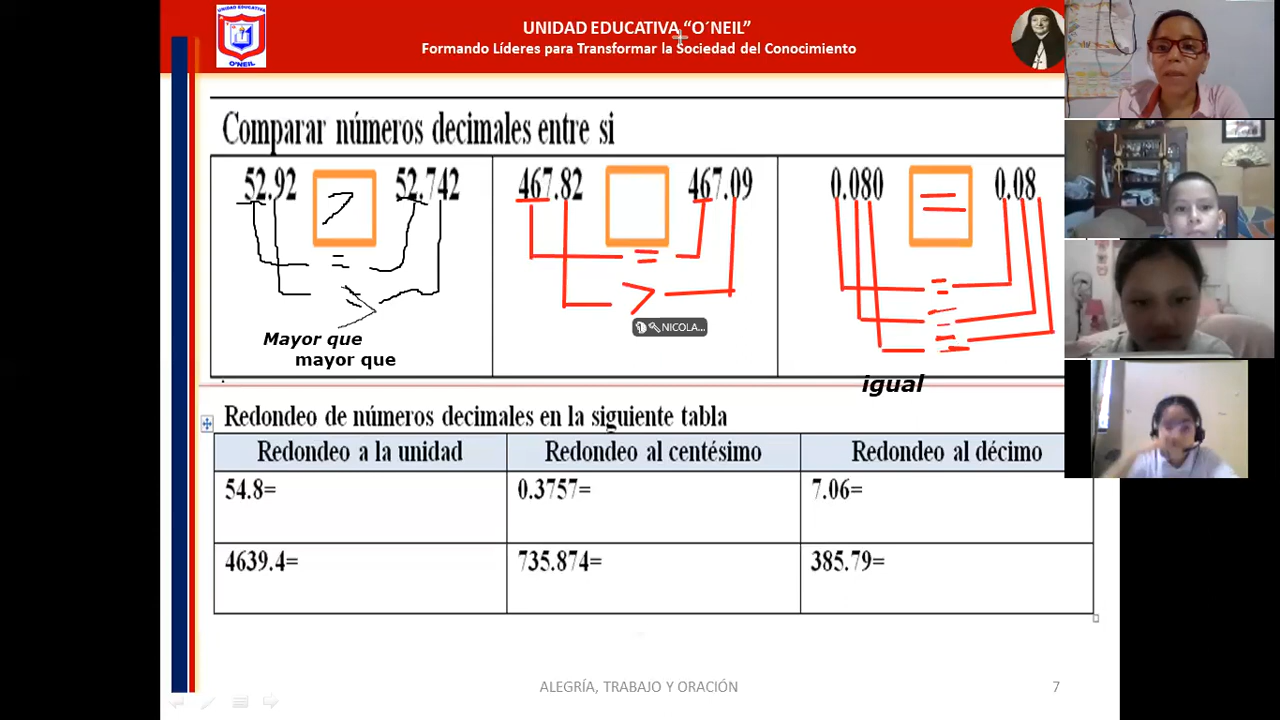 UNIDAD EDUCATIVA “O´NEIL”
Formando Líderes para Transformar la Sociedad del Conocimiento
UNIDAD EDUCATIVA
O'NEIL
Comparar números decimales entre si
52.92 > 52.742
467.82 467.09
0.080 = 0.08
= = =
> > =
=
NICOLA...
Mayor que
mayor que
igual
Redondeo de números decimales en la siguiente tabla
Redondeo a la unidad Redondeo al centésimo Redondeo al décimo
54.8= 0.3757= 7.06=
4639.4= 735.874= 385.79=
ALEGRÍA, TRABAJO Y ORACIÓN 7